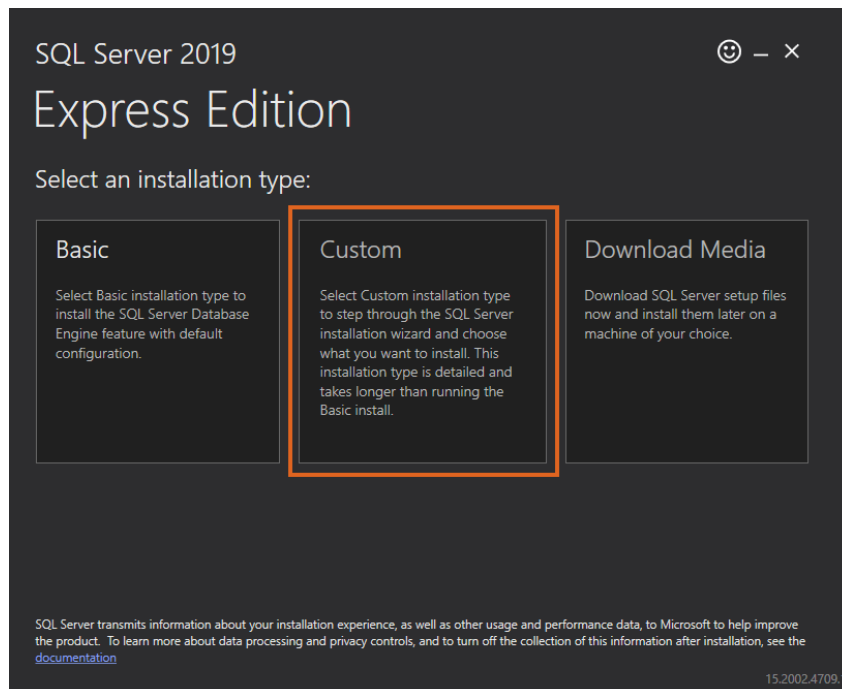 SQL Server 2019
Express Edition
Select an installation type:
Basic
Select Basic installation type to
install the SQL Server Database
Engine feature with default
configuration.
Custom
Select Custom installation type
to step through the SQL Server
installation wizard and choose
what you want to install. This
installation type is detailed and
takes longer than running the
Basic install.
Download Media
Download SQL Server setup files
now and install them later on a
machine of your choice.
SQL Server transmits information about your installation experience, as well as other usage and performance data, to Microsoft to help improve
the product. To learn more about data processing and privacy controls, and to turn off the collection of this information after installation, see the
documentation
15.2002.4709.